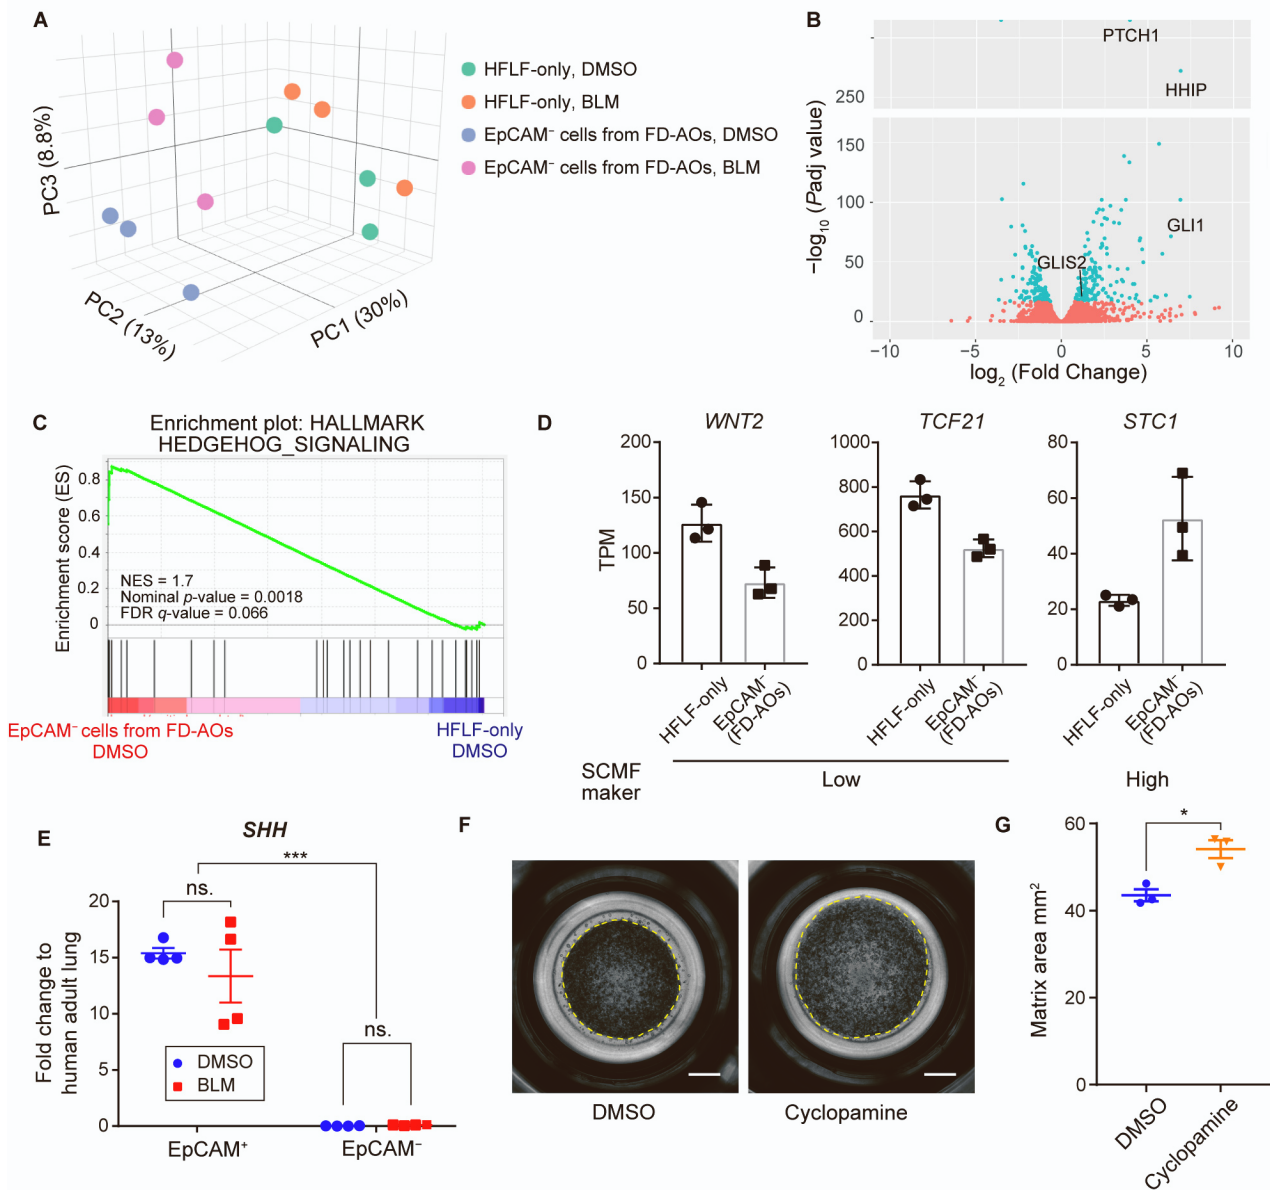 A
PC3 (8.8%)
PC2 (13%)
PC1 (30%)
HFLF-only, DMSO
HFLF-only, BLM
EpCAM⁻ cells from FD-AOs, DMSO
EpCAM⁻ cells from FD-AOs, BLM
B
PTCH1
HHIP
GLI1
GLIS2
250
150
100
50
0
−log₁₀ (Padj value)
−10
−5
0
5
10
log₂ (Fold Change)
C
Enrichment plot: HALLMARK
HEDGEHOG_SIGNALING
Enrichment score (ES)
0.8
0.6
0.4
0.2
0
NES = 1.7
Nominal p-value = 0.0018
FDR q-value = 0.066
EpCAM⁻ cells from FD-AOs
DMSO
HFLF-only
DMSO
D
WNT2
TPM
200
150
100
50
0
HFLF-only
EpCAM⁻
(FD-AOs)
TCF21
1000
800
600
400
200
0
HFLF-only
EpCAM⁻
(FD-AOs)
STC1
80
60
40
20
0
HFLF-only
EpCAM⁻
(FD-AOs)
SCMF
maker
Low
High
E
SHH
***
ns.
ns.
Fold change to
human adult lung
20
15
10
5
0
DMSO
BLM
EpCAM⁺
EpCAM⁻
F
DMSO
Cyclopamine
G
*
Matrix area mm²
60
40
20
0
DMSO
Cyclopamine